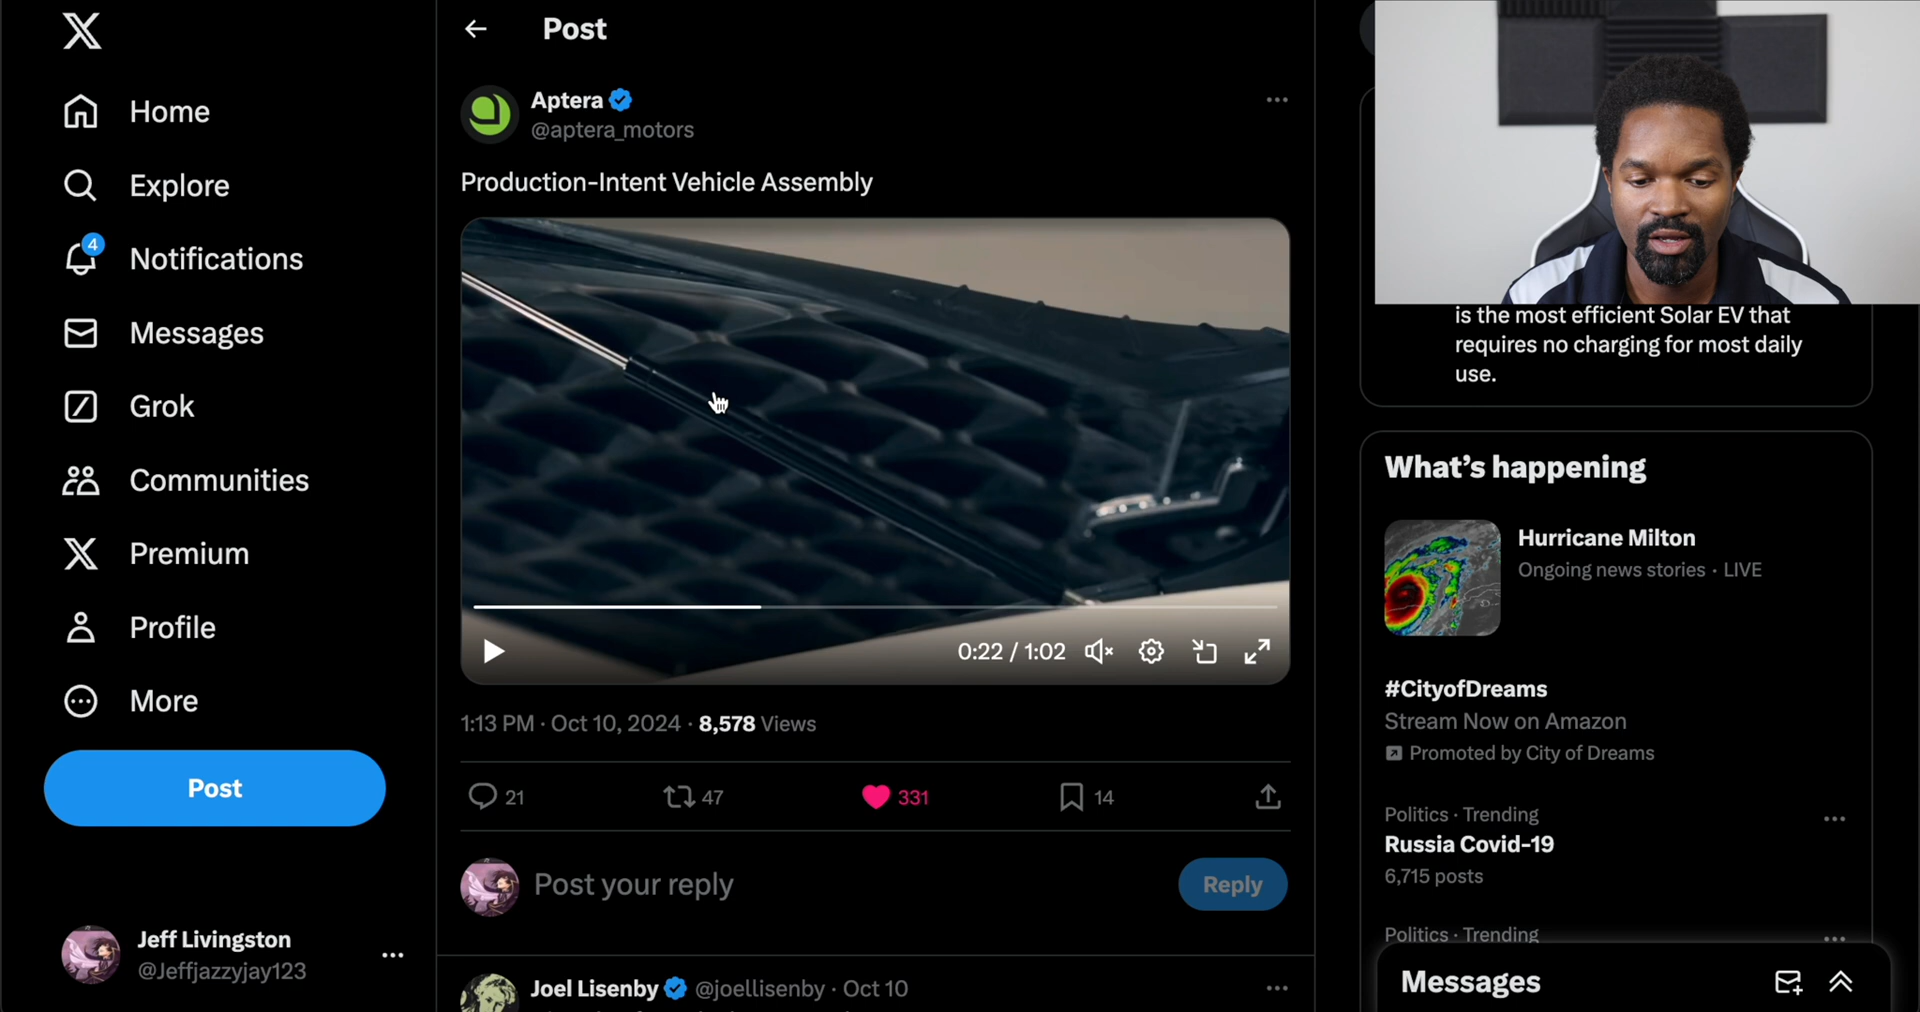 Home
Explore
4
Notifications
Messages
Grok
Communities
Premium
Profile
More
Post
Jeff Livingston
@Jeffjazzyjay123
Post
Aptera
@aptera_motors
Production-Intent Vehicle Assembly
0:22 / 1:02
1:13 PM · Oct 10, 2024 · 8,578 Views
21
47
331
14
Post your reply
Reply
Joel Lisenby @joellisenby · Oct 10
is the most efficient Solar EV that
requires no charging for most daily
use.
What's happening
Hurricane Milton
Ongoing news stories · LIVE
#CityofDreams
Stream Now on Amazon
Promoted by City of Dreams
Politics · Trending
Russia Covid-19
6,715 posts
Politics · Trending
Messages